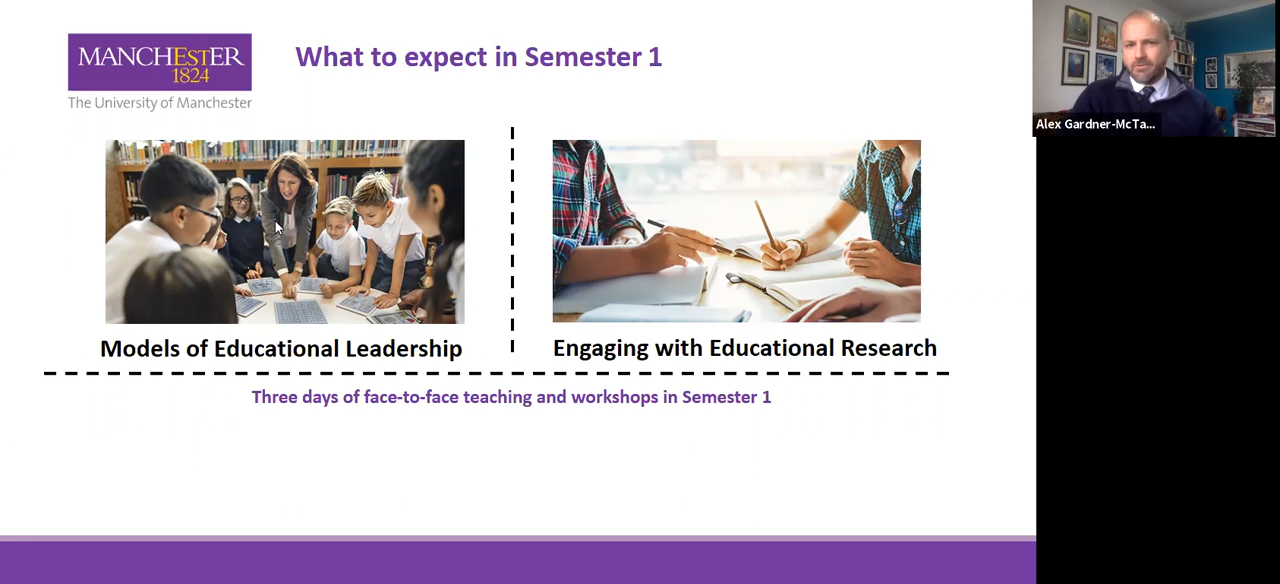 MANCHESTER
1824
The University of Manchester
What to expect in Semester 1
Alex Gardner-McTa...
Models of Educational Leadership
Engaging with Educational Research
Three days of face-to-face teaching and workshops in Semester 1